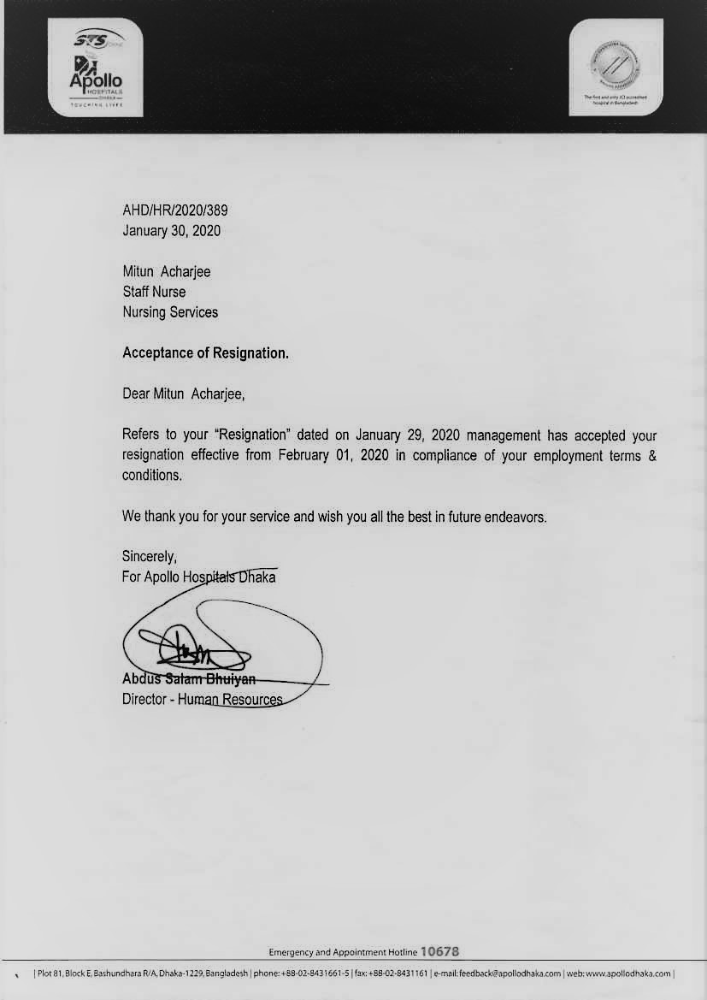 STS
Apollo
HOSPITALS
DHAKA
TOUCHING LIVES
The first and only JCI accredited
hospital in Bangladesh
AHD/HR/2020/389
January 30, 2020
Mitun Acharjee
Staff Nurse
Nursing Services
Acceptance of Resignation.
Dear Mitun Acharjee,
Refers to your “Resignation” dated on January 29, 2020 management has accepted your
resignation effective from February 01, 2020 in compliance of your employment terms &
conditions.
We thank you for your service and wish you all the best in future endeavors.
Sincerely,
For Apollo Hospitals Dhaka
Abdus Salam Bhuiyan
Director - Human Resources
Emergency and Appointment Hotline 10678
| Plot 81, Block E, Bashundhara R/A, Dhaka-1229, Bangladesh | phone: +88-02-8431661-5 | fax: +88-02-8431161 | e-mail: feedback@apollodhaka.com | web: www.apollodhaka.com |